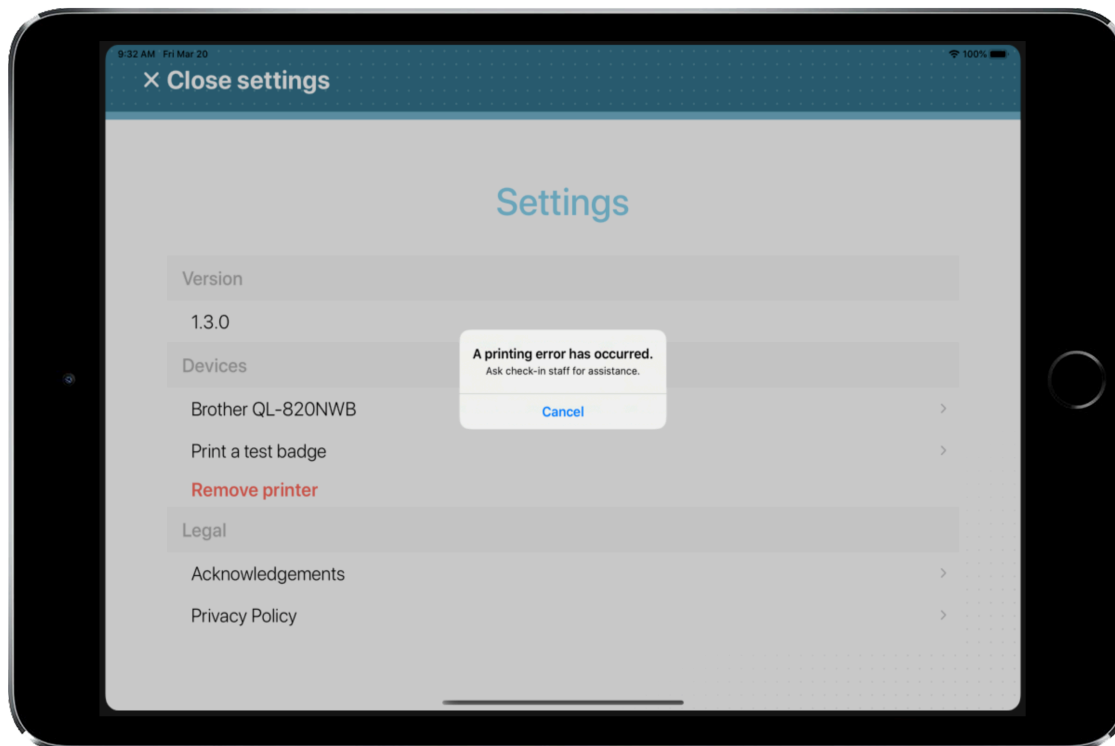 9:32 AM Fri Mar 20
100%
× Close settings
Settings
Version
1.3.0
Devices
Brother QL-820NWB
Print a test badge
Remove printer
Legal
Acknowledgements
Privacy Policy
A printing error has occurred.
Ask check-in staff for assistance.
Cancel